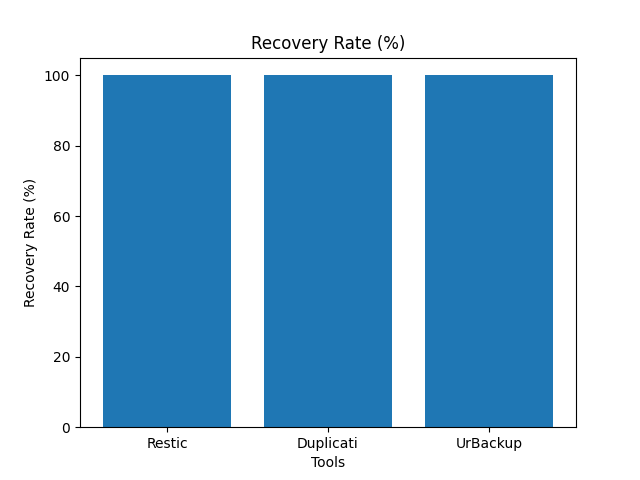 Recovery Rate (%)
100
80
60
40
20
0
Recovery Rate (%)
Restic Duplicati UrBackup
Tools